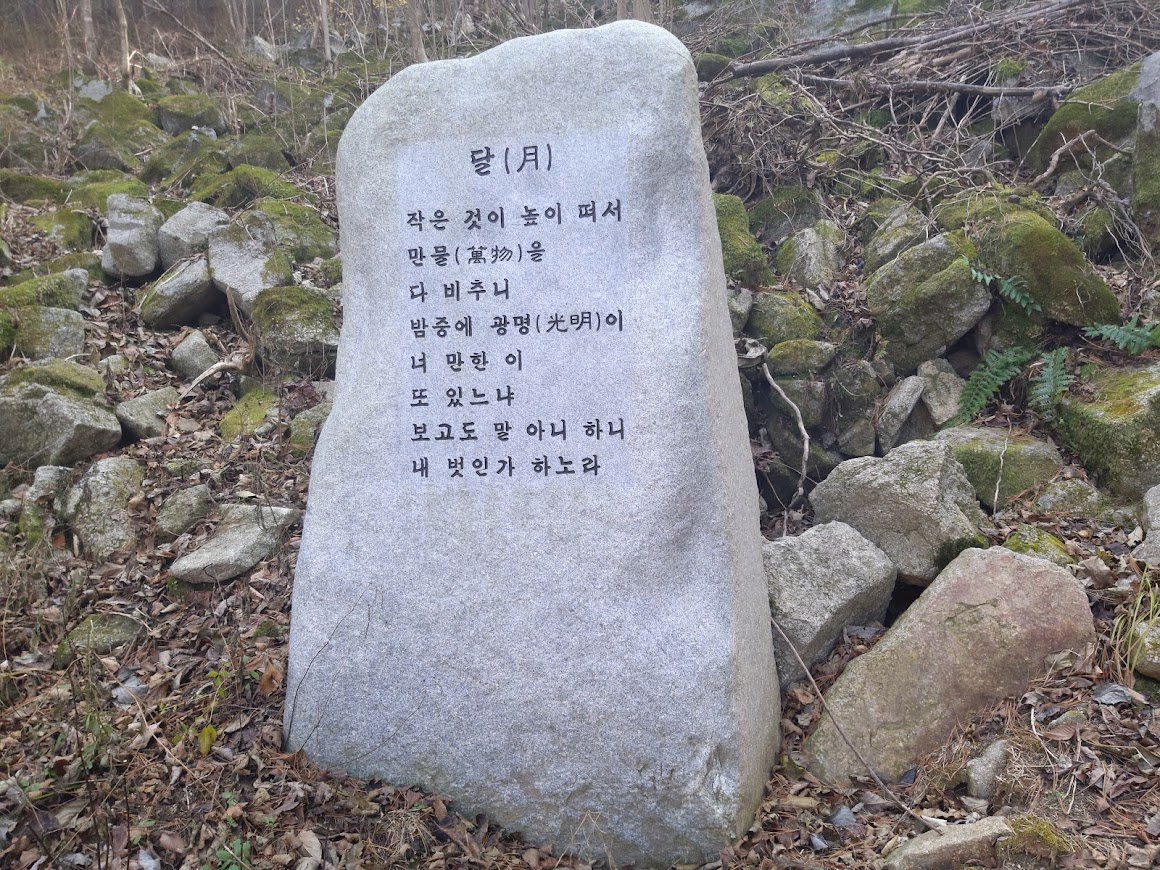 달(月)
작은 것이 높이 떠서
만물(萬物)을
다 비추니
밤중에 광명(光明)이
너 만한 이
또 있느냐
보고도 말 아니 하니
내 벗인가 하노라